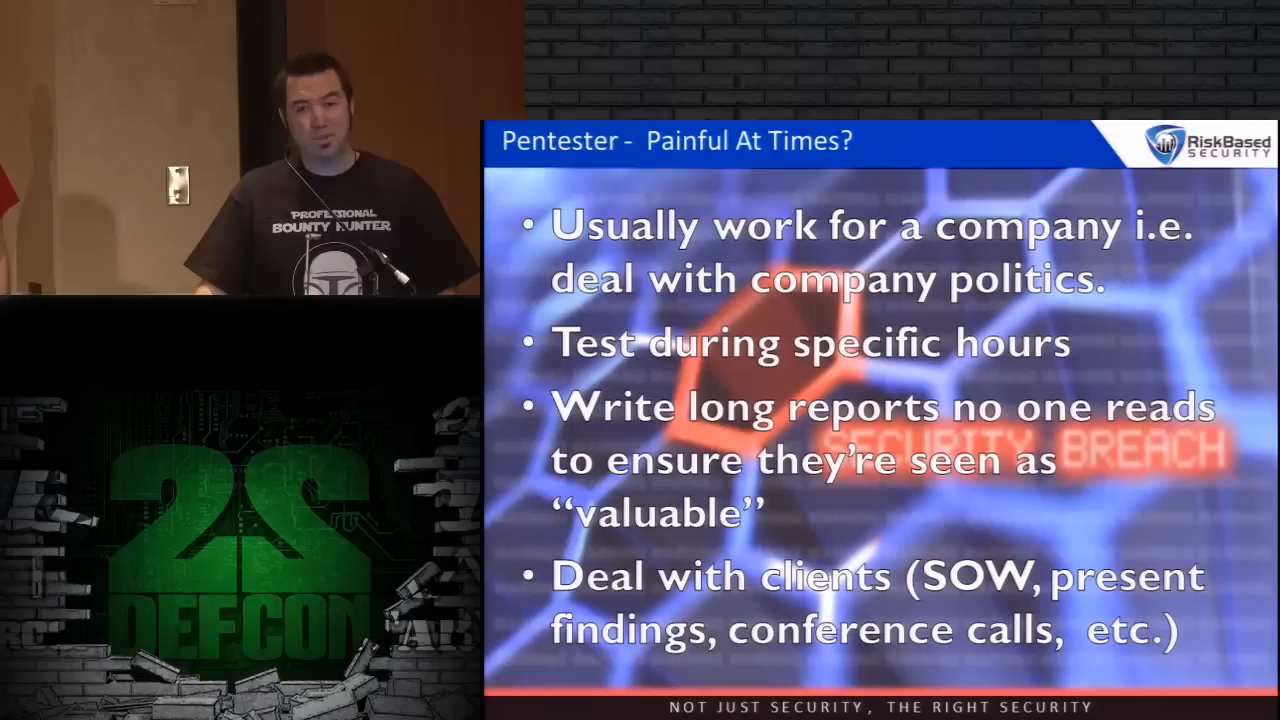 PROFESSIONAL
BOUNTY HUNTER
Pentester - Painful At Times?
RiskBased
SECURITY
• Usually work for a company i.e.
deal with company politics.
• Test during specific hours
• Write long reports no one reads
to ensure they're seen as
“valuable”
• Deal with clients (SOW, present
findings, conference calls, etc.)
SECURITY BREACH
NOT JUST SECURITY, THE RIGHT SECURITY
22
DEFCON